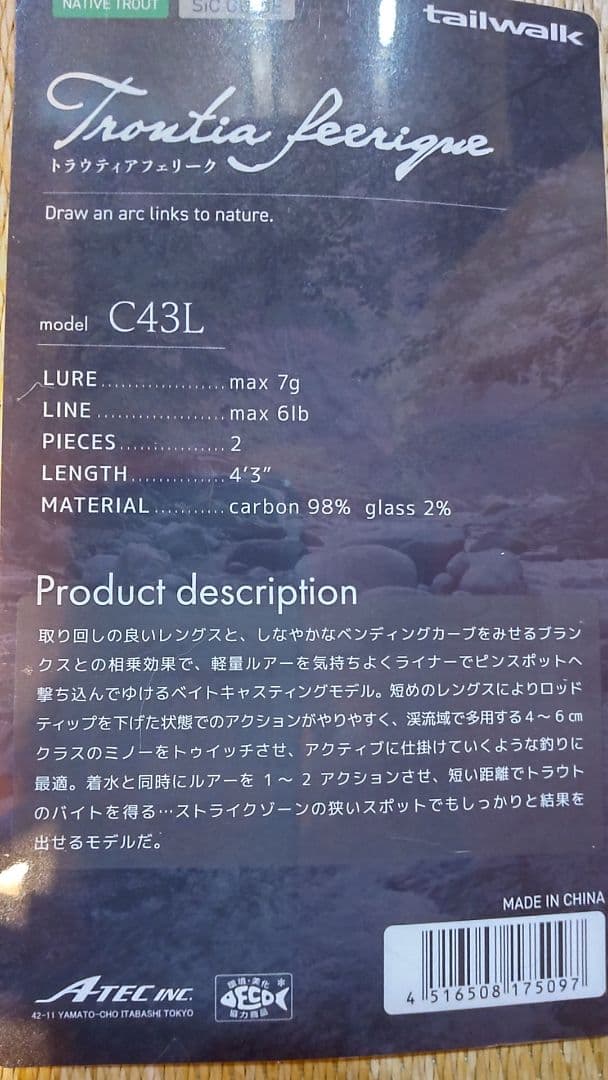 NATIVE TROUT SiC GUIDE
tailwalk
Troutia feerique
トラウティアフェリーク
Draw an arc links to nature.
model C43L
LURE....................max 7g
LINE....................max 6lb
PIECES................2
LENGTH..............4'3"
MATERIAL...........carbon 98% glass 2%
Product description
取り回しの良いレングスと、しなやかなベンディングカーブをみせるブラン
クスとの相乗効果で、軽量ルアーを気持ちよくライナーでピンスポットへ
撃ち込んでゆけるベイトキャスティングモデル。短めのレングスによりロッド
ティップを下げた状態でのアクションがやりやすく、渓流域で多用する4～6㎝
クラスのミノーをトゥイッチさせ、アクティブに仕掛けていくような釣りに
最適。着水と同時にルアーを 1～ 2 アクションさせ、短い距離でトラウト
のバイトを得る…ストライクゾーンの狭いスポットでもしっかりと結果を
出せるモデルだ。
MADE IN CHINA
4 516508 175097
A-TEC INC.
42-11 YAMATO-CHO ITABASHI TOKYO
環境・美化
DECO
協力商品